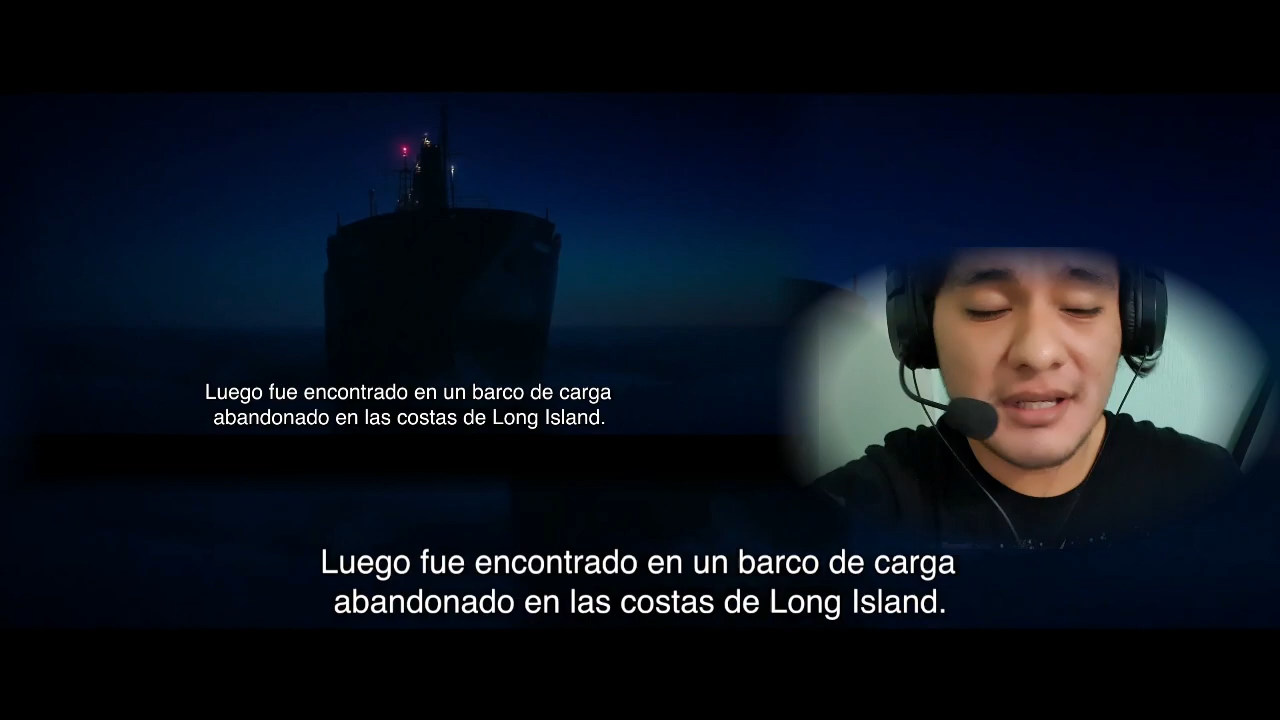 Luego fue encontrado en un barco de carga
abandonado en las costas de Long Island.
Luego fue encontrado en un barco de carga
abandonado en las costas de Long Island.